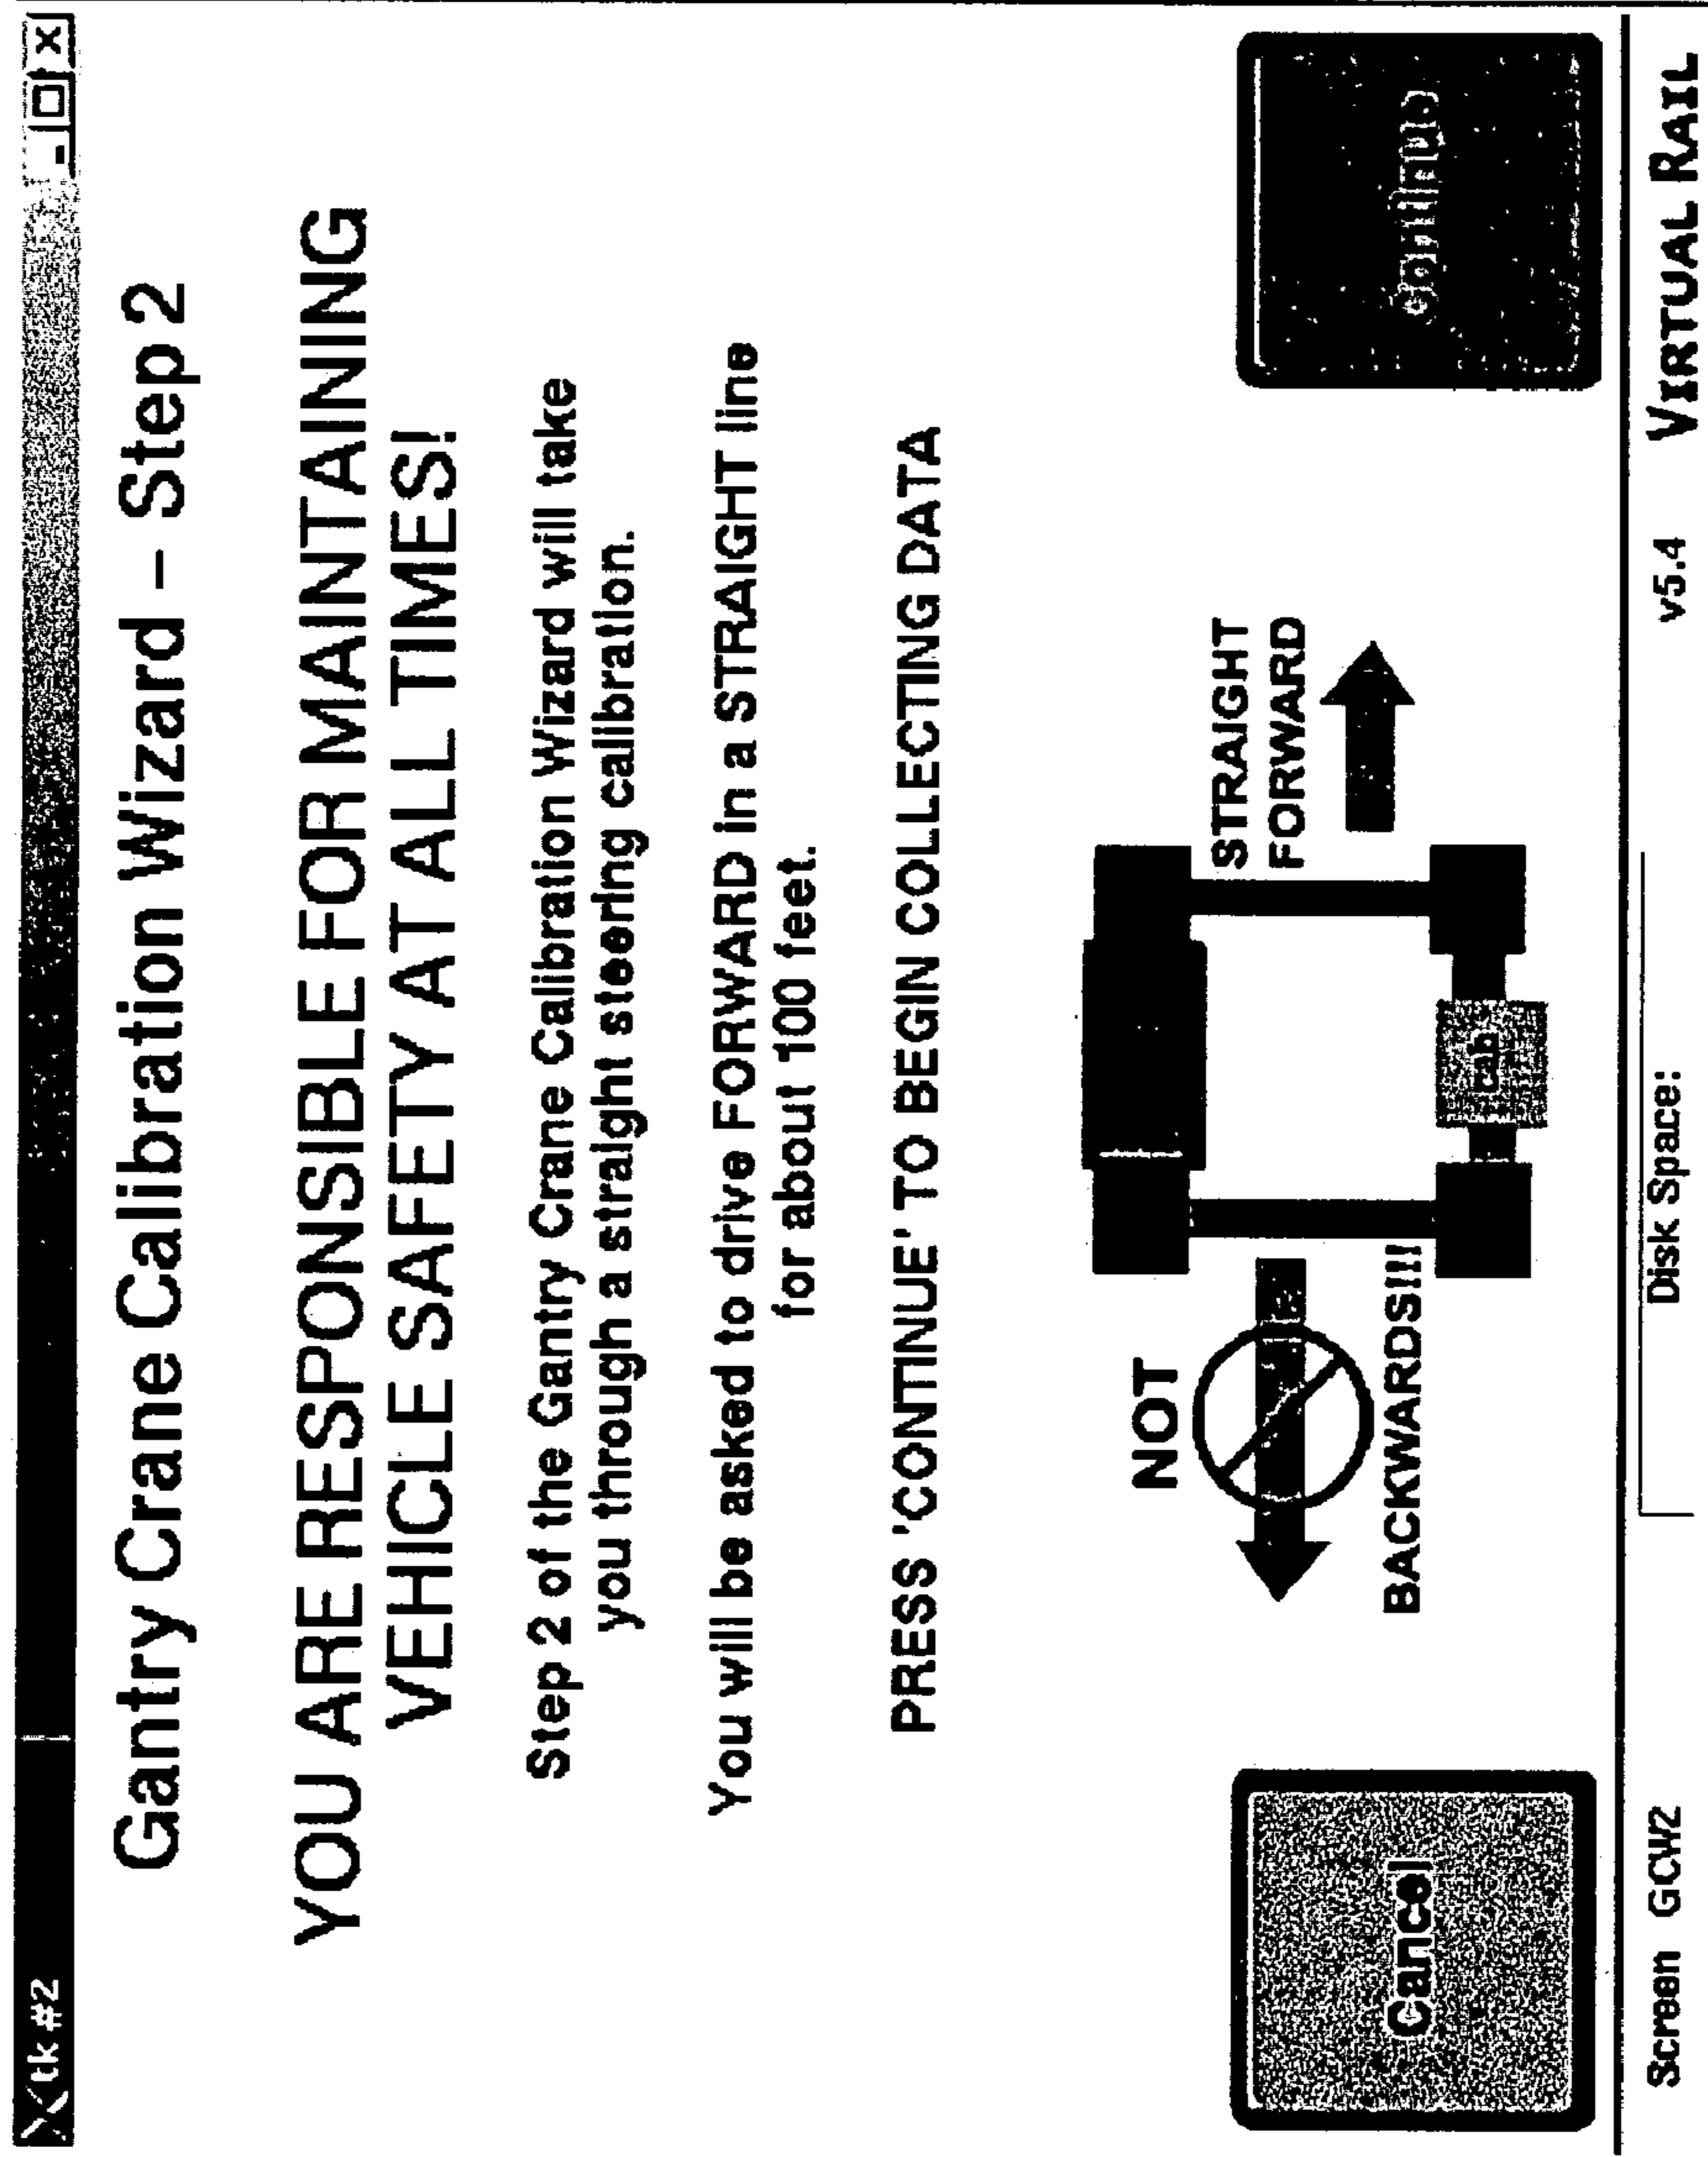 tk #2
Gantry Crane Calibration Wizard - Step 2
YOU ARE RESPONSIBLE FOR MAINTAINING
VEHICLE SAFETY AT ALL TIMES!
Step 2 of the Gantry Crane Calibration Wizard will take
you through a straight steering calibration.
You will be asked to drive FORWARD in a STRAIGHT line
for about 100 feet.
PRESS 'CONTINUE' TO BEGIN COLLECTING DATA
NOT
BACKWARDS!!!
STRAIGHT
FORWARD
cab
Cancel
Continue
Screen GCW2
Disk Space:
v5.4
VIRTUAL RAIL